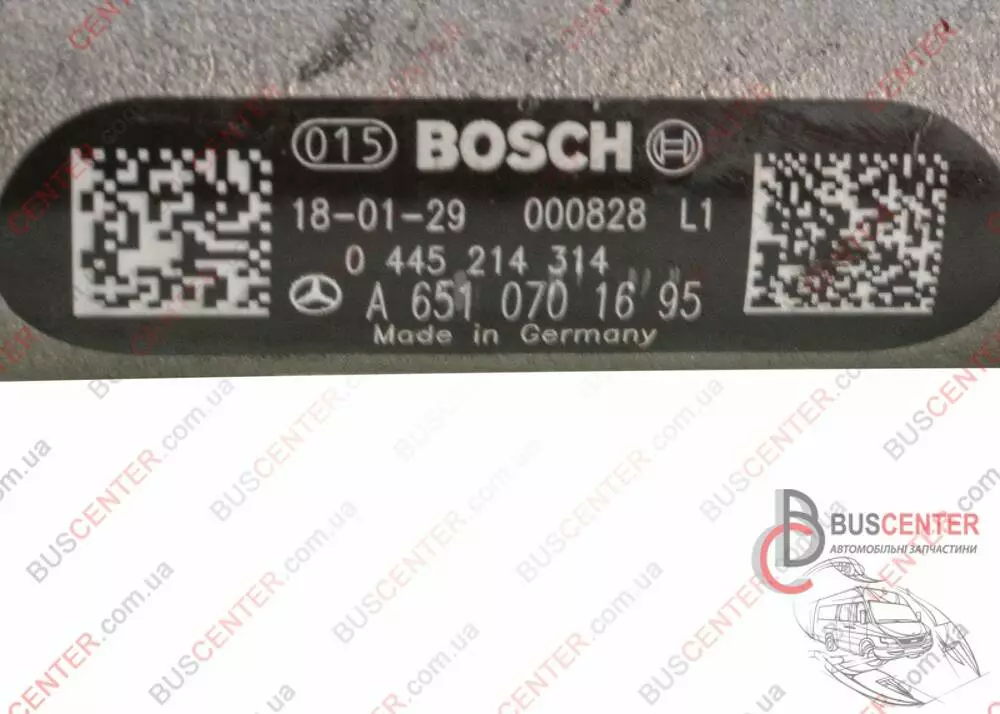 015 BOSCH
18-01-29 000828 L1
0 445 214 314
A 651 070 16 95
Made in Germany
BUSCENTER
АВТОМОБІЛЬНІ ЗАПЧАСТИНИ
BUSCENTER.com.ua